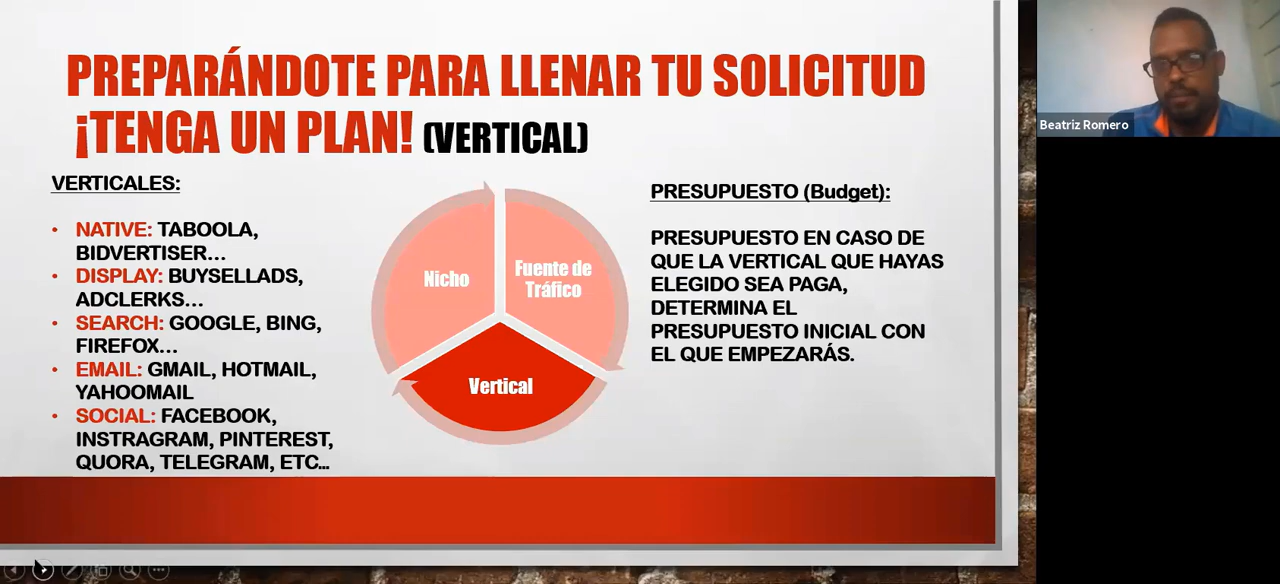 PREPARÁNDOTE PARA LLENAR TU SOLICITUD
¡TENGA UN PLAN! (VERTICAL)
VERTICALES:
• NATIVE: TABOOLA,
BIDVERTISER...
• DISPLAY: BUYSELLADS,
ADCLERKS...
• SEARCH: GOOGLE, BING,
FIREFOX...
• EMAIL: GMAIL, HOTMAIL,
YAHOOMAIL
• SOCIAL: FACEBOOK,
INSTRAGRAM, PINTEREST,
QUORA, TELEGRAM, ETC...
Nicho
Fuente de
Tráfico
Vertical
PRESUPUESTO (Budget):
PRESUPUESTO EN CASO DE
QUE LA VERTICAL QUE HAYAS
ELEGIDO SEA PAGA,
DETERMINA EL
PRESUPUESTO INICIAL CON
EL QUE EMPEZARÁS.
Beatriz Romero